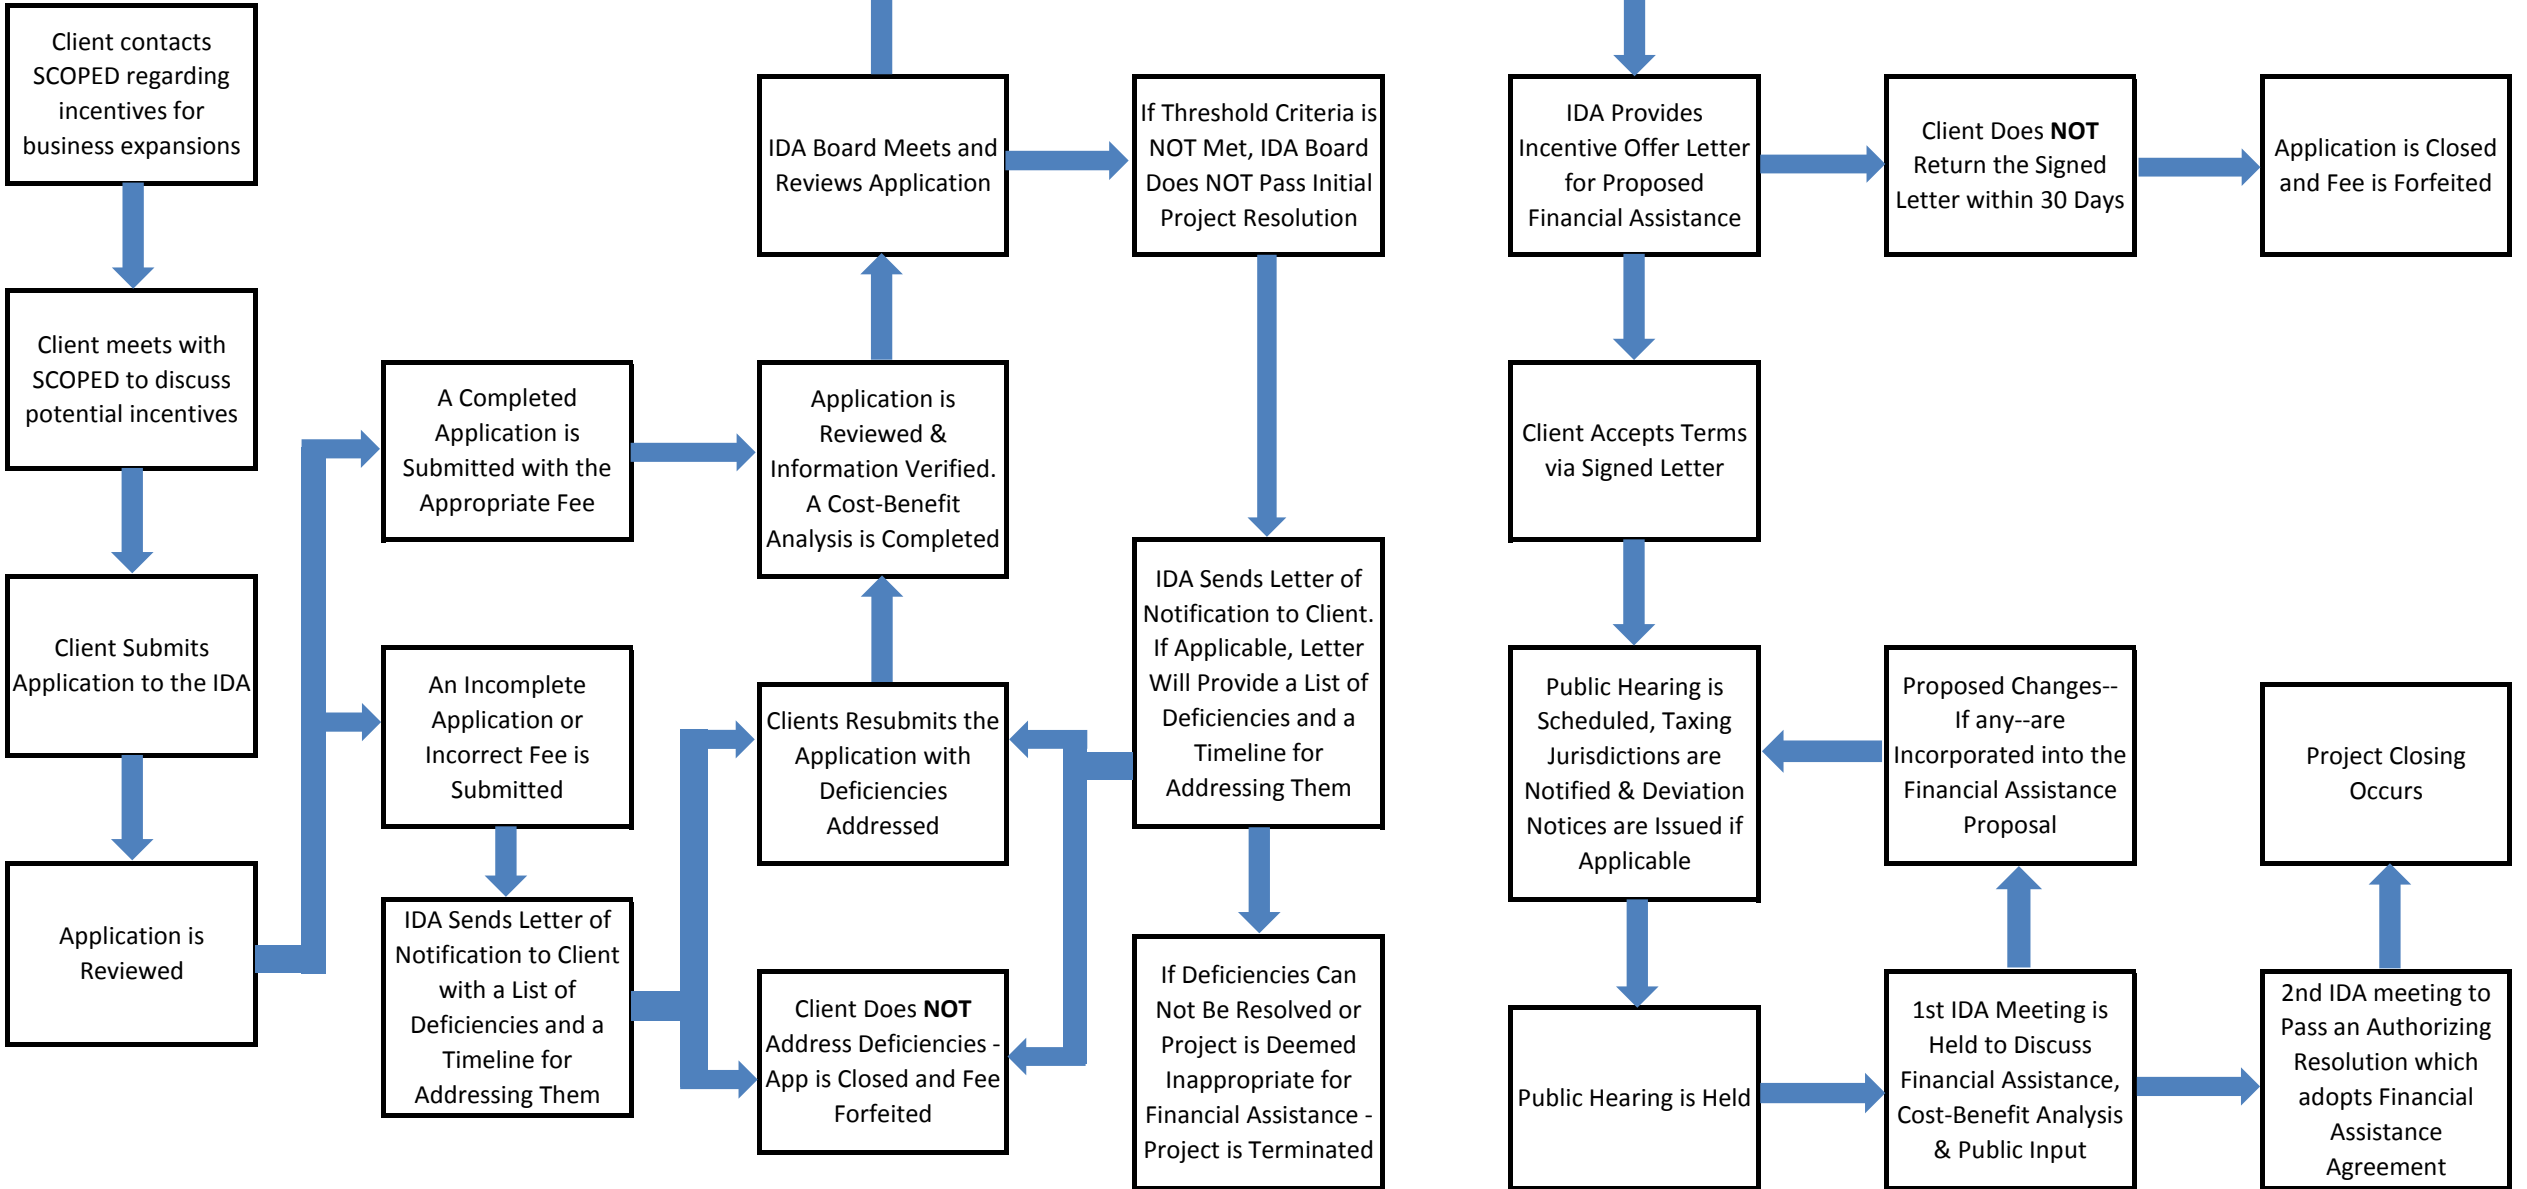 Client contacts
SCOPED regarding
incentives for
business expansions
Client meets with
SCOPED to discuss
potential incentives
Client Submits
Application to the IDA
Application is
Reviewed
A Completed
Application is
Submitted with the
Appropriate Fee
An Incomplete
Application or
Incorrect Fee is
Submitted
IDA Sends Letter of
Notification to Client
with a List of
Deficiencies and a
Timeline for
Addressing Them
IDA Board Meets and
Reviews Application
Application is
Reviewed &
Information Verified.
A Cost-Benefit
Analysis is Completed
Clients Resubmits the
Application with
Deficiencies
Addressed
Client Does NOT
Address Deficiencies -
App is Closed and Fee
Forfeited
If Threshold Criteria is
NOT Met, IDA Board
Does NOT Pass Initial
Project Resolution
IDA Sends Letter of
Notification to Client.
If Applicable, Letter
Will Provide a List of
Deficiencies and a
Timeline for
Addressing Them
If Deficiencies Can
Not Be Resolved or
Project is Deemed
Inappropriate for
Financial Assistance -
Project is Terminated
IDA Provides
Incentive Offer Letter
for Proposed
Financial Assistance
Client Does NOT
Return the Signed
Letter within 30 Days
Application is Closed
and Fee is Forfeited
Client Accepts Terms
via Signed Letter
Public Hearing is
Scheduled, Taxing
Jurisdictions are
Notified & Deviation
Notices are Issued if
Applicable
Public Hearing is Held
Proposed Changes--
If any--are
Incorporated into the
Financial Assistance
Proposal
1st IDA Meeting is
Held to Discuss
Financial Assistance,
Cost-Benefit Analysis
& Public Input
Project Closing
Occurs
2nd IDA meeting to
Pass an Authorizing
Resolution which
adopts Financial
Assistance
Agreement